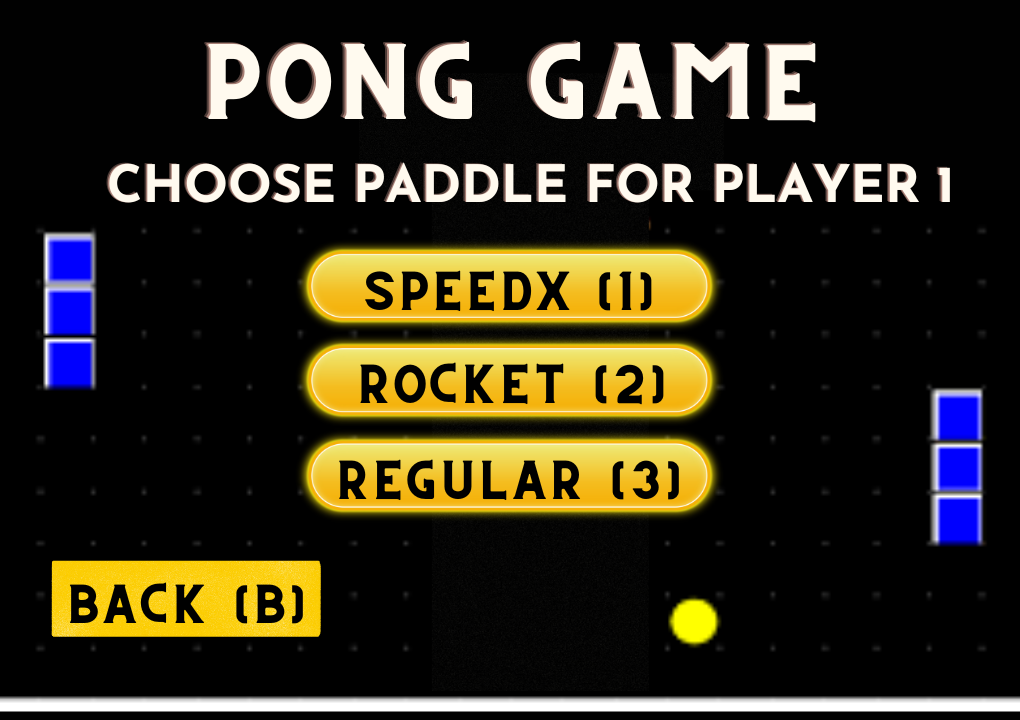 PONG GAME
CHOOSE PADDLE FOR PLAYER 1
SPEEDX (1)
ROCKET (2)
REGULAR (3)
BACK (B)